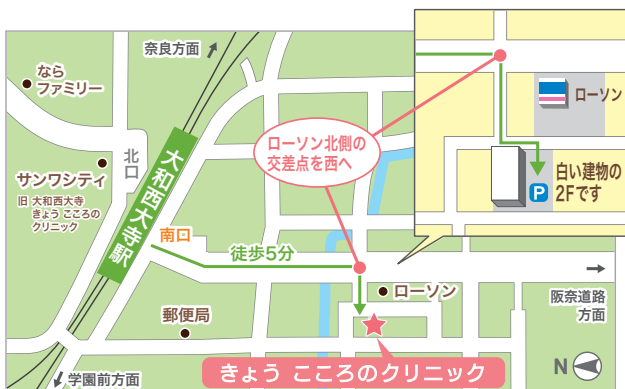 奈良方面
なら
ファミリー
サンワシティ
旧 大和西大寺
きょう こころの
クリニック
北口
大和西大寺駅
南口
徒歩5分
ローソン北側の
交差点を西へ
ローソン
白い建物の
2Fです
P
ローソン
阪奈道路
方面
郵便局
きょう こころのクリニック
学園前方面
N